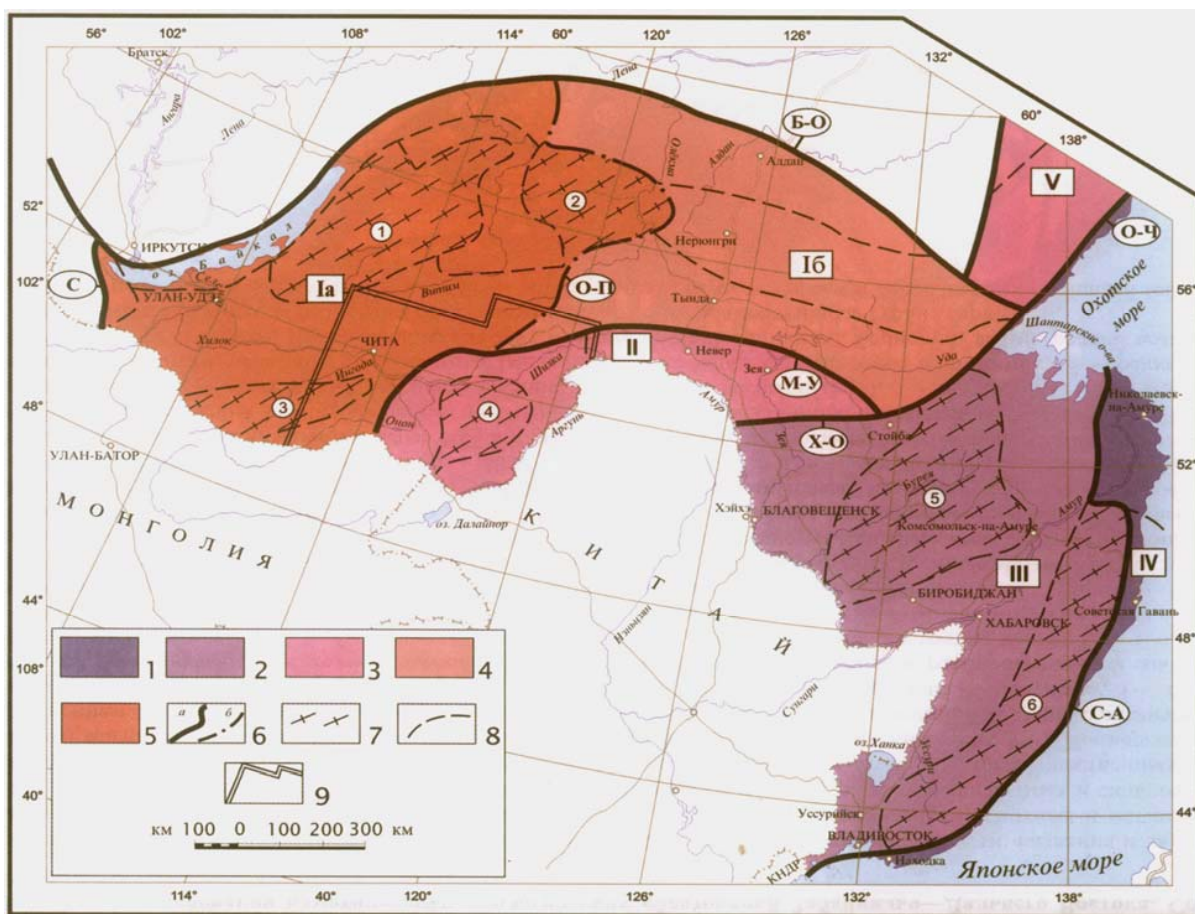 56°
102°
108°
114°
60°
120°
126°
132°
60°
138°
Братск
Ангара
Лена
Лена
Б-О
Алдан
Алдан
Олёкма
V
О-Ч
52°
ИРКУТСК
оз. Байкал
1
2
Нерюнгри
Iб
56°
Охотское
море
102°
С
УЛАН-УДЭ
Iа
Витим
О-П
Тында
Шантарские о-ва
Хилок
ЧИТА
Ингода
Шилка
II
Невер
Зея
М-У
Удо
Николаевск-
на-Амуре
48°
3
4
Онон
Аргунь
Амур
Зея
Х-О
Стойба
52°
УЛАН-БАТОР
МОНГОЛИЯ
оз. Далайнор
КИТАЙ
Хэйхэ
БЛАГОВЕЩЕНСК
Бурея
5
Комсомольск-на-Амуре
Амур
IV
III
БИРОБИДЖАН
Советская Гавань
ХАБАРОВСК
44°
48°
Сунгари
108°
1
2
3
4
5
а
б
6
7
8
9
км 100 0 100 200 300 км
6
С-А
оз. Ханка
Уссури
40°
Уссурийск
44°
ВЛАДИВОСТОК
Находка
КНДР
Японское море
114°
40°
120°
126°
132°
138°